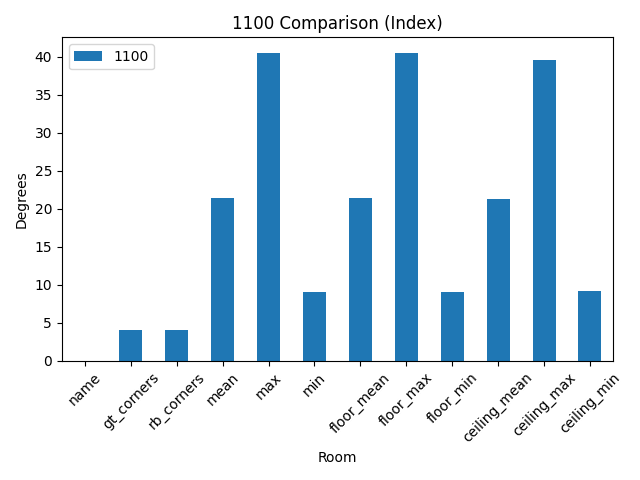 1100 Comparison (Index)
1100
Degrees
40
35
30
25
20
15
10
5
0
name
gt_corners
rb_corners
mean
max
min
floor_mean
floor_max
floor_min
ceiling_mean
ceiling_max
ceiling_min
Room